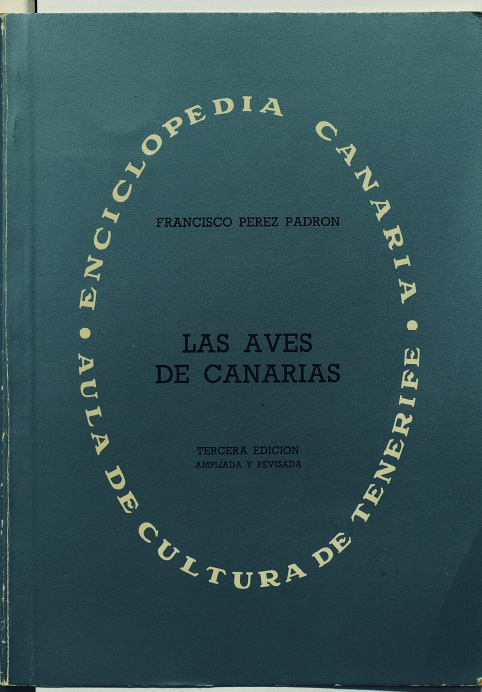 ENCICLOPEDIA CANARIA
FRANCISCO PEREZ PADRON
LAS AVES
DE CANARIAS
TERCERA EDICION
AMPLIADA Y REVISADA
• AULA DE CULTURA DE TENERIFE •